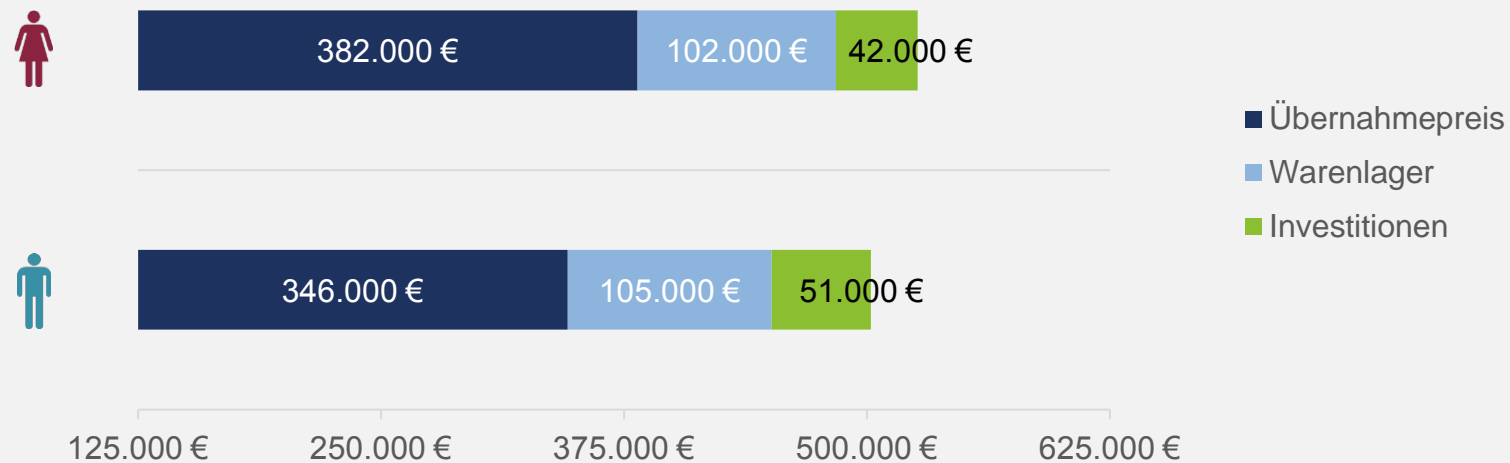 382.000 € 102.000 € 42.000 €
Übernahmepreis
Warenlager
Investitionen
346.000 € 105.000 € 51.000 €
125.000 € 250.000 € 375.000 € 500.000 € 625.000 €